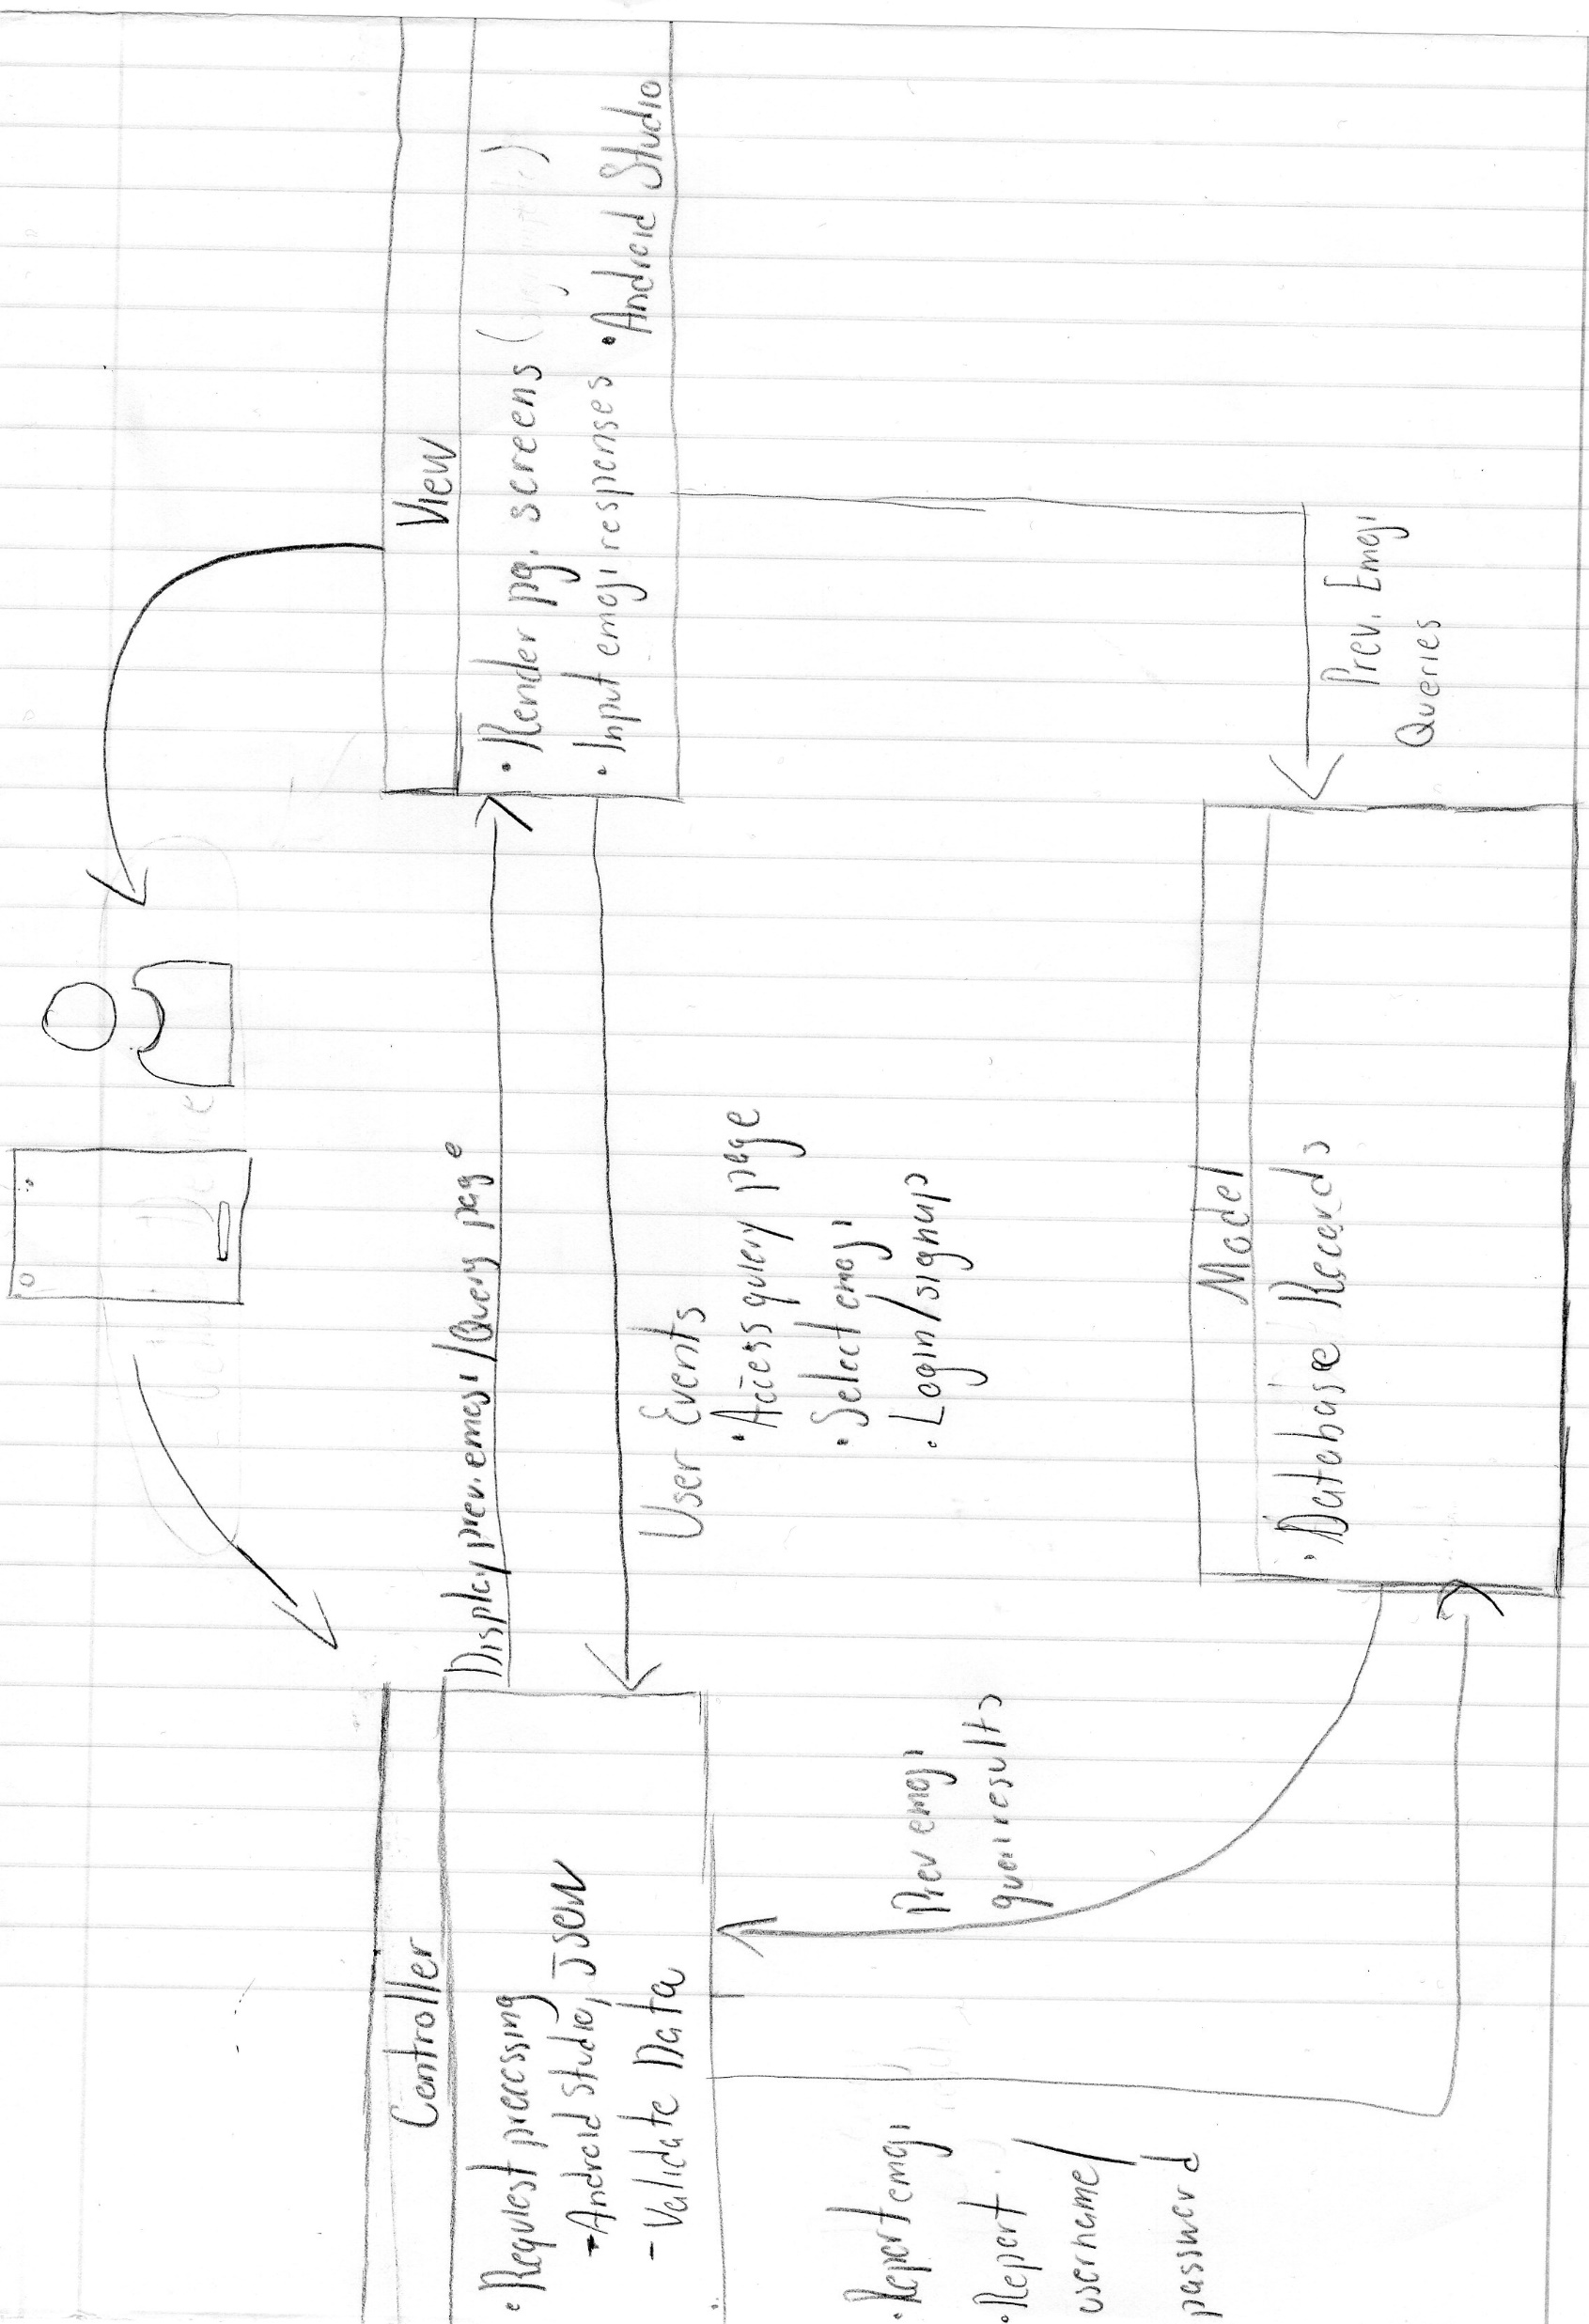 Controller
• Request processing
- Android studio, JSON
- Validate Data
Display prev. emoji / Query page
View
• Render pg. screens (
• Input emoji responses • Android Studio
User Events
• Access query page
• Select emoji
• Login/signup
Prev emoji
results
• Report emoji
• Report
username/
password
Model
• Database Records
Prev. Emoji
Queries